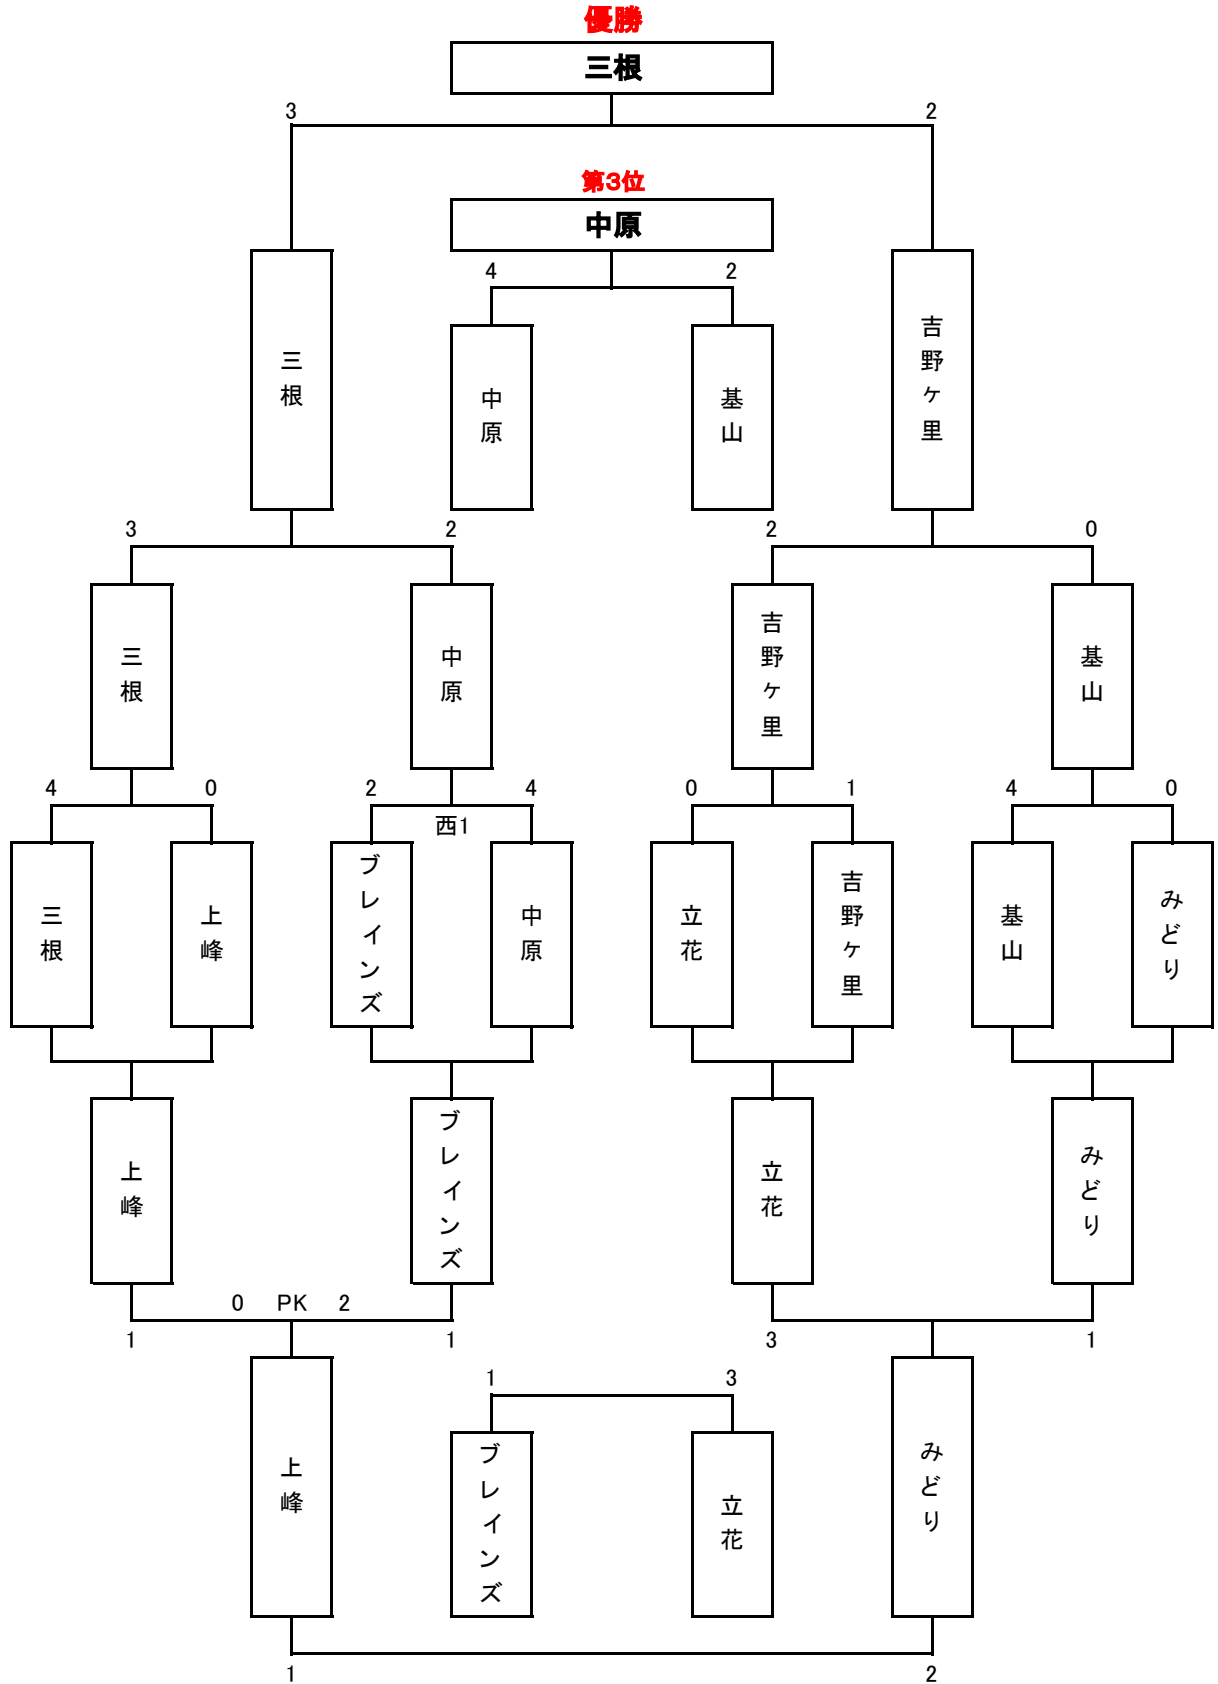 優勝
三根
3 2
第3位
中原
4 2
三根
中原
基山
吉野ヶ里
3 2 2 0
三根
中原
吉野ヶ里
基山
4 0 2 4 0 1 4 0
西1
三根
上峰
ブレインズ
中原
立花
吉野ヶ里
基山
みどり
上峰
ブレインズ
立花
みどり
0 PK 2
1 1 3 1
1 3
上峰
ブレインズ
立花
みどり
1 2